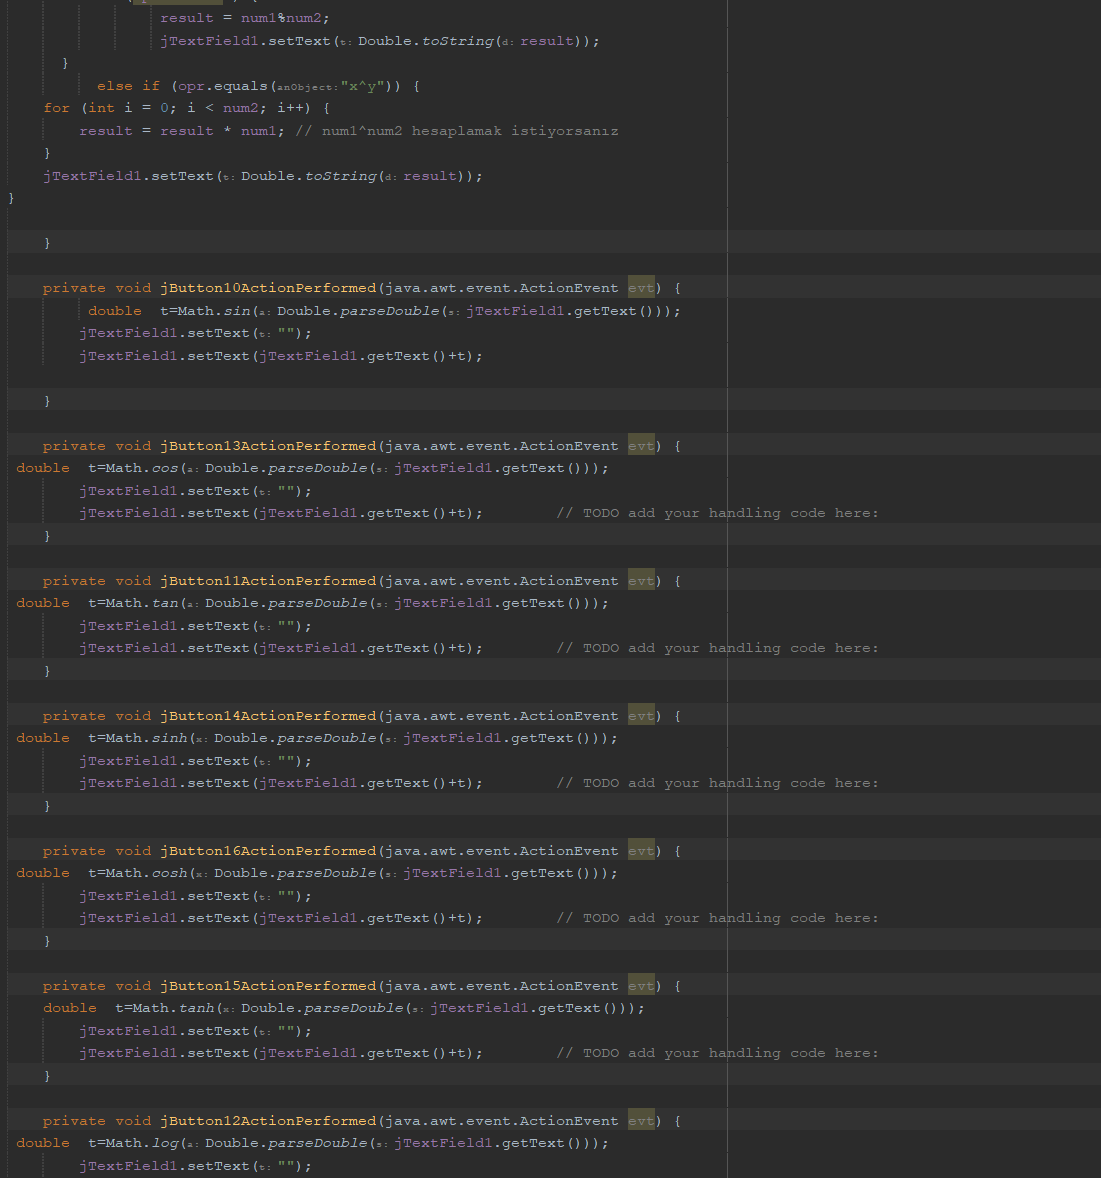 result = num1%num2;
jTextField1.setText(t: Double.toString(d: result));
}
else if (opr.equals(anObject: "x^y")) {
for (int i = 0; i < num2; i++) {
result = result * num1; // num1^num2 hesaplamak istiyorsanız
}
jTextField1.setText(t: Double.toString(d: result));
}
}
private void jButton10ActionPerformed(java.awt.event.ActionEvent evt) {
double  t=Math.sin(a: Double.parseDouble(s: jTextField1.getText()));
jTextField1.setText(t: "");
jTextField1.setText(jTextField1.getText()+t);
}
private void jButton13ActionPerformed(java.awt.event.ActionEvent evt) {
double  t=Math.cos(a: Double.parseDouble(s: jTextField1.getText()));
jTextField1.setText(t: "");
jTextField1.setText(jTextField1.getText()+t);        // TODO add your handling code here:
}
private void jButton11ActionPerformed(java.awt.event.ActionEvent evt) {
double  t=Math.tan(a: Double.parseDouble(s: jTextField1.getText()));
jTextField1.setText(t: "");
jTextField1.setText(jTextField1.getText()+t);        // TODO add your handling code here:
}
private void jButton14ActionPerformed(java.awt.event.ActionEvent evt) {
double  t=Math.sinh(x: Double.parseDouble(s: jTextField1.getText()));
jTextField1.setText(t: "");
jTextField1.setText(jTextField1.getText()+t);        // TODO add your handling code here:
}
private void jButton16ActionPerformed(java.awt.event.ActionEvent evt) {
double  t=Math.cosh(x: Double.parseDouble(s: jTextField1.getText()));
jTextField1.setText(t: "");
jTextField1.setText(jTextField1.getText()+t);        // TODO add your handling code here:
}
private void jButton15ActionPerformed(java.awt.event.ActionEvent evt) {
double  t=Math.tanh(x: Double.parseDouble(s: jTextField1.getText()));
jTextField1.setText(t: "");
jTextField1.setText(jTextField1.getText()+t);        // TODO add your handling code here:
}
private void jButton12ActionPerformed(java.awt.event.ActionEvent evt) {
double  t=Math.log(a: Double.parseDouble(s: jTextField1.getText()));
jTextField1.setText(t: "");